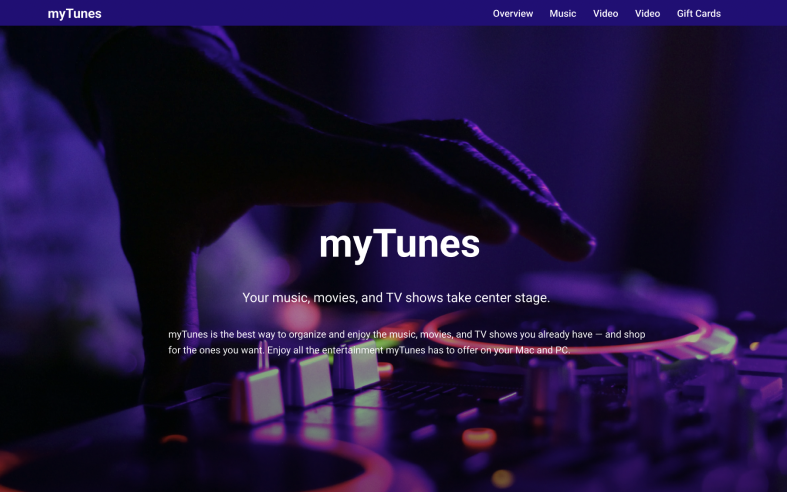 myTunes
Overview Music Video Video Gift Cards
myTunes
Your music, movies, and TV shows take center stage.
myTunes is the best way to organize and enjoy the music, movies, and TV shows you already have — and shop
for the ones you want. Enjoy all the entertainment myTunes has to offer on your Mac and PC.